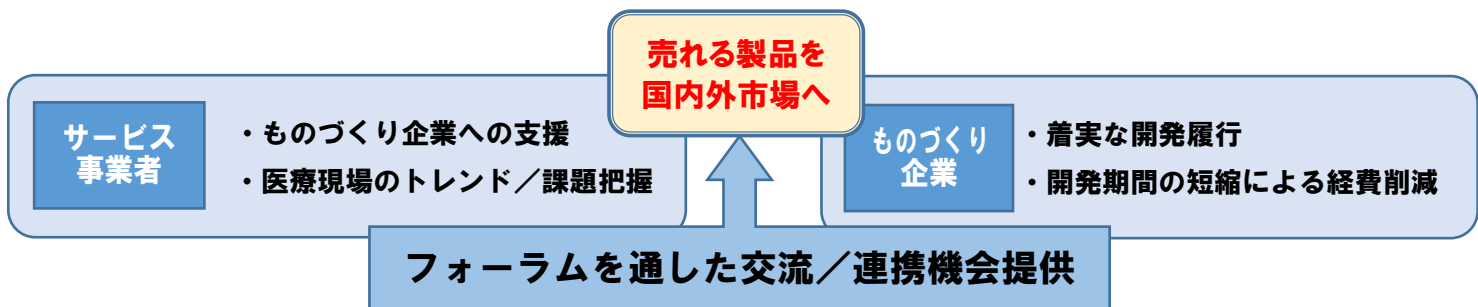 売れる製品を
国内外市場へ
サービス
事業者
・ものづくり企業への支援
・医療現場のトレンド／課題把握
ものづくり
企業
・着実な開発履行
・開発期間の短縮による経費削減
フォーラムを通した交流／連携機会提供